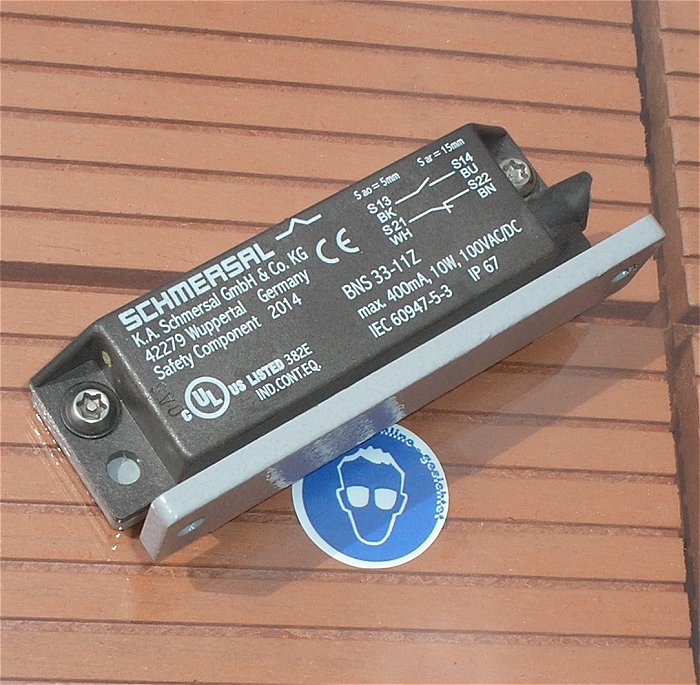 SCHMERSAL
K.A. Schmersal GmbH & Co. KG
42279 Wuppertal Germany
Safety Component 2014
CE
C UL US LISTED 382E
IND.CONT.EQ.
S ao = 5mm S ar = 15mm
S13 S14
BK BU
S21 S22
WH BN
BNS 33-11Z
max. 400mA, 10W, 100VAC/DC
IEC 60947-5-3 IP 67